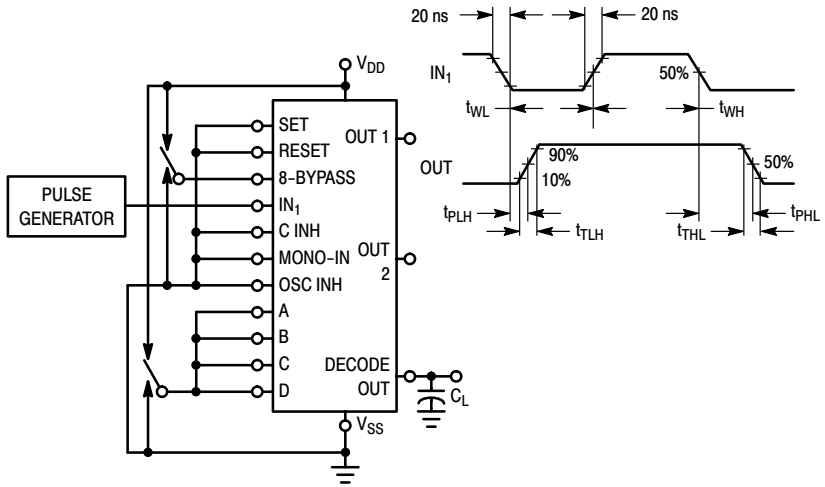 20 ns
20 ns
VDD
IN1
50%
tWL
tWH
SET
RESET
8−BYPASS
IN1
C INH
MONO−IN
OSC INH
A
B
C
D
OUT 1
OUT
2
DECODE
OUT
PULSE
GENERATOR
OUT
90%
10%
50%
tPLH
tTLH
tTHL
tPHL
CL
VSS